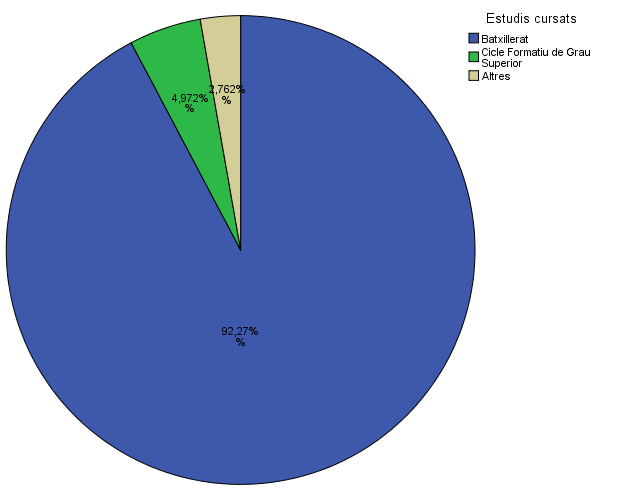 Estudis cursats
Batxillerat
Cicle Formatiu de Grau
Superior
Altres
2,762%
%
4,972%
%
92,27%
%